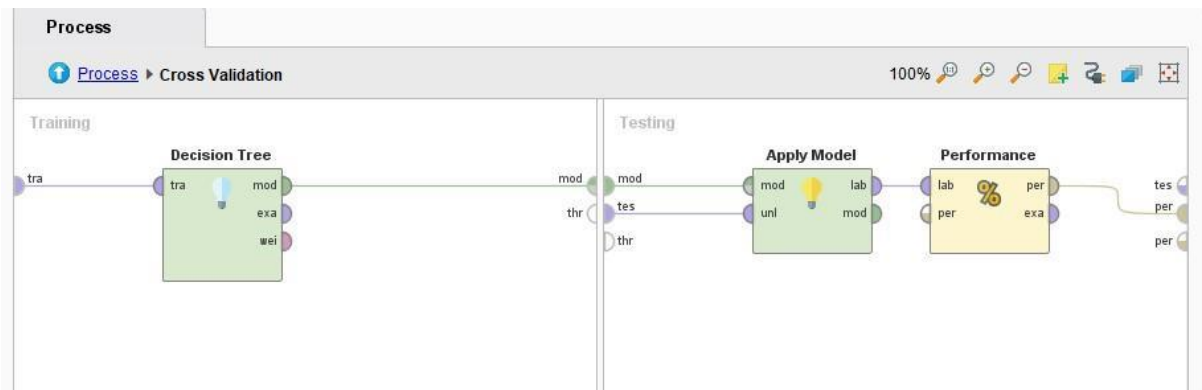 Process
Process ▸ Cross Validation
100%
Training
Decision Tree
tra
tra
mod
exa
wei
mod
thr
Testing
mod
tes
thr
Apply Model
mod
unl
lab
mod
Performance
lab
per
%
per
exa
tes
per
per